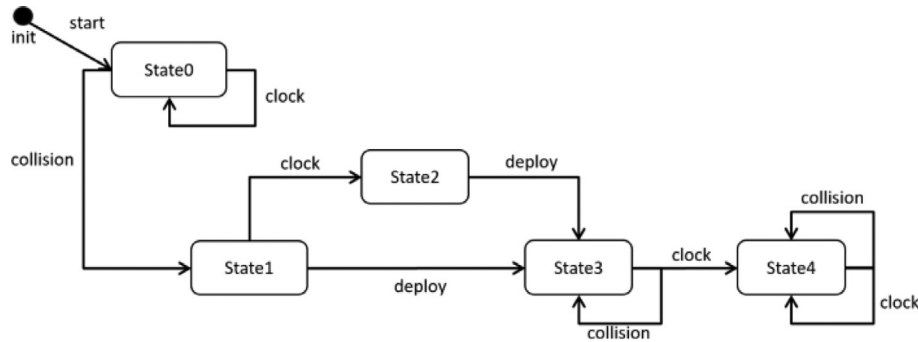 start
init
State0
clock
collision
clock
State2
deploy
collision
State1
deploy
State3
clock
State4
collision
clock